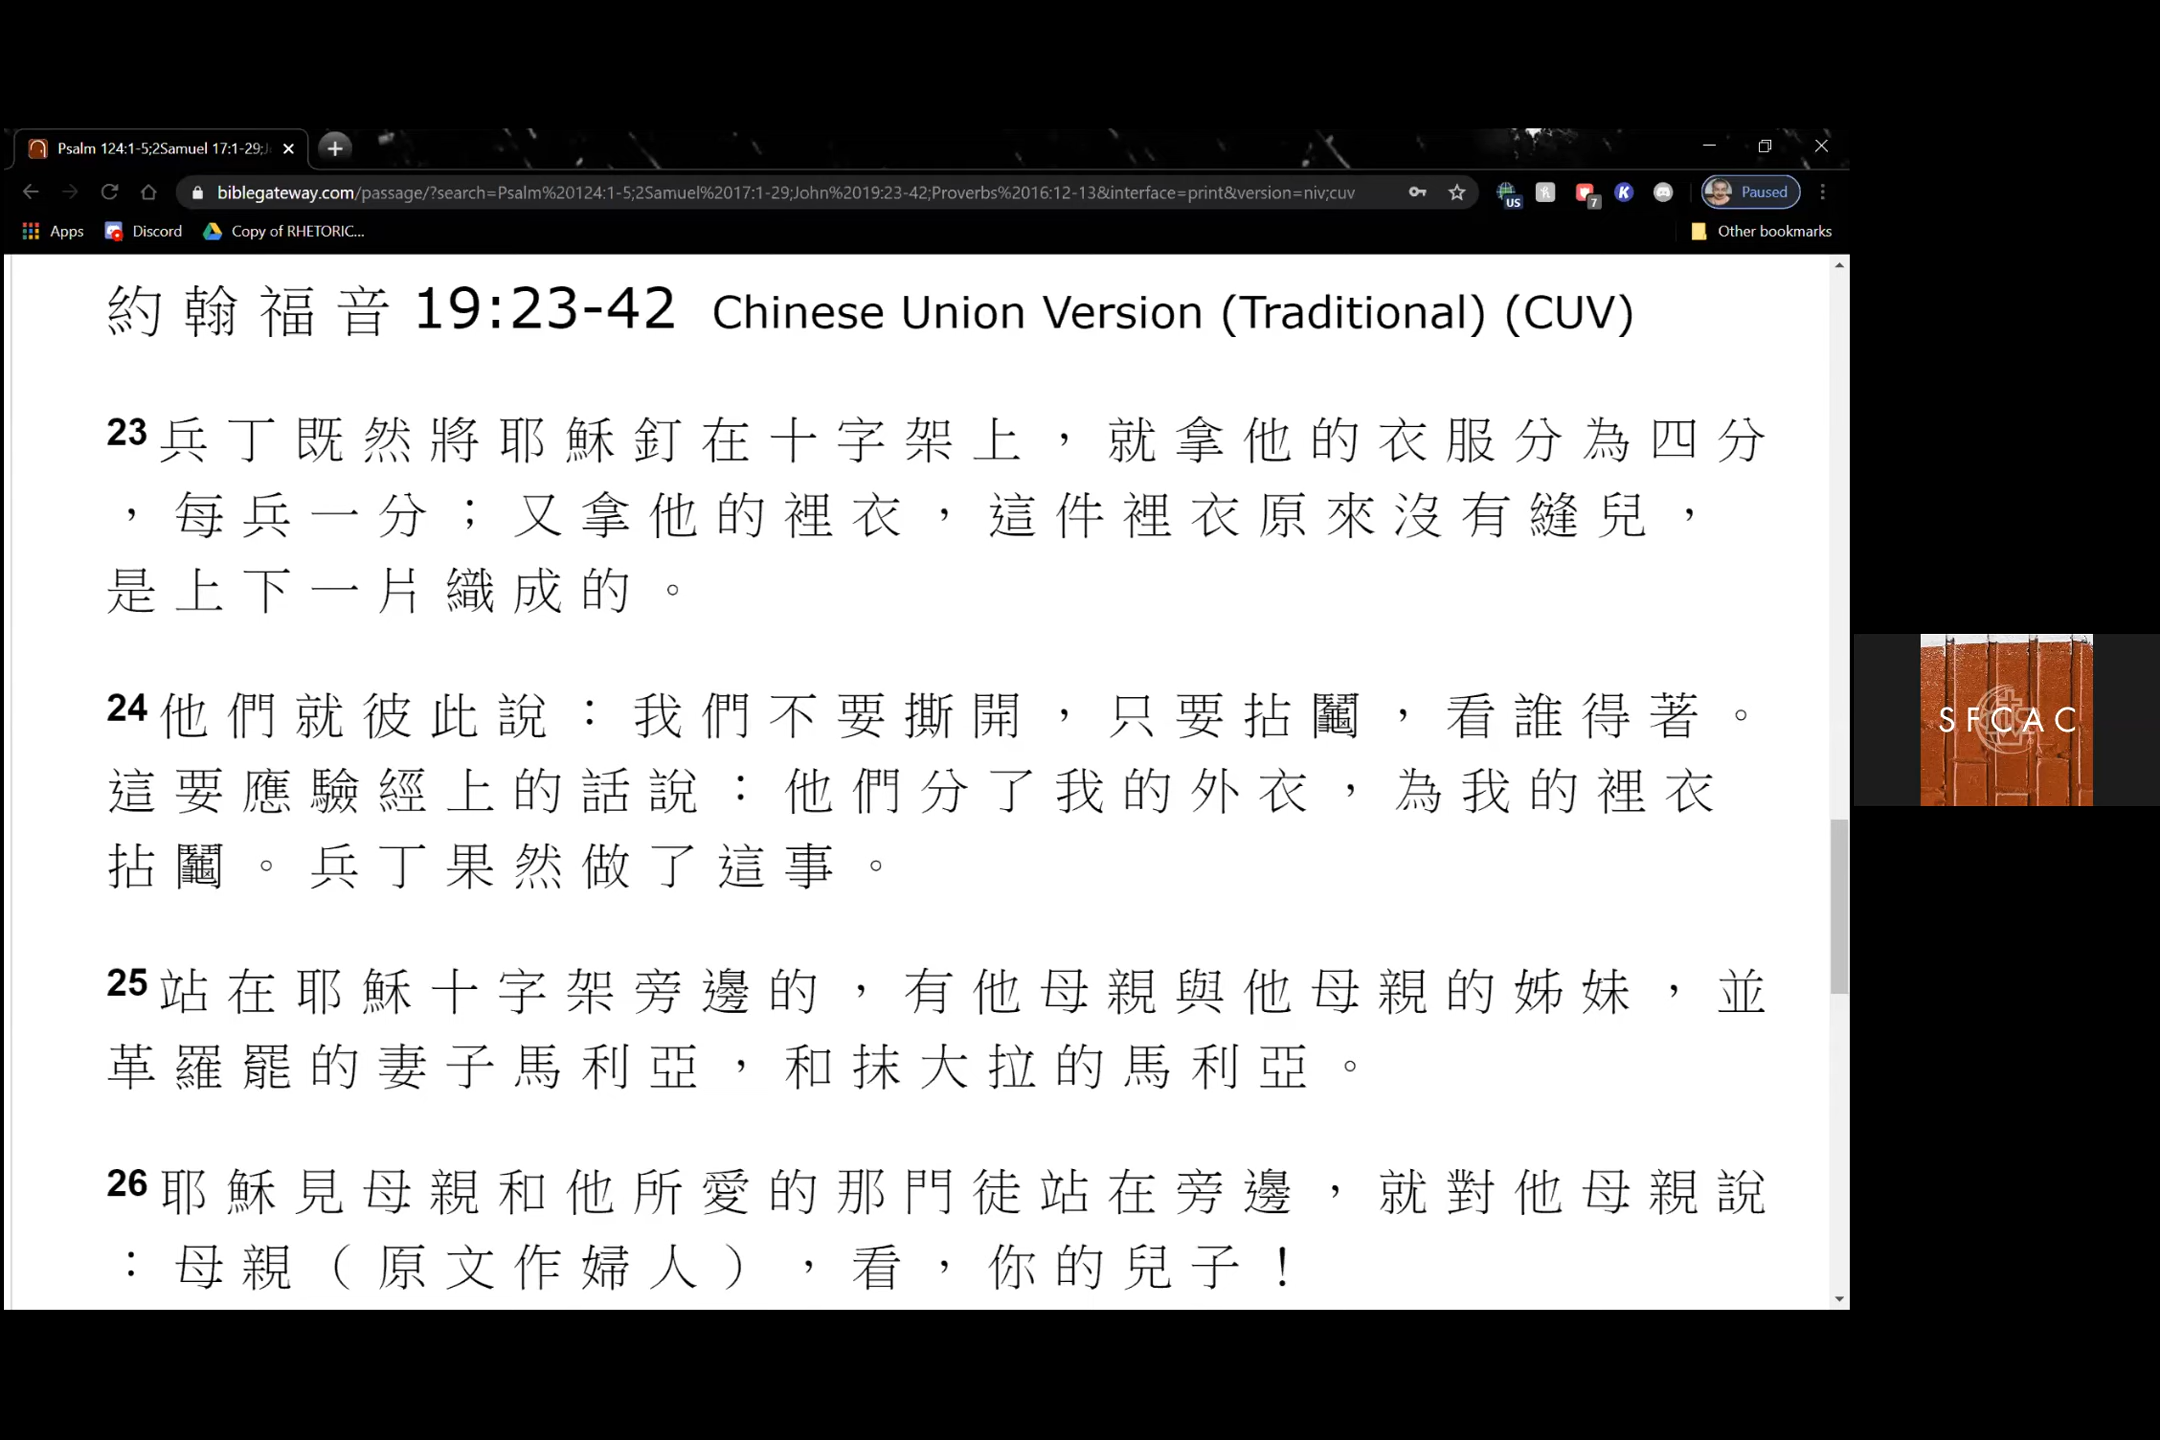 Psalm 124:1-5;2Samuel 17:1-29;J
biblegateway.com/passage/?search=Psalm%20124:1-5;2Samuel%2017:1-29;John%2019:23-42;Proverbs%2016:12-13&interface=print&version=niv;cuv
US
7
K
Paused
Apps
Discord
Copy of RHETORIC...
Other bookmarks
約 翰 福 音 19:23-42 Chinese Union Version (Traditional) (CUV)
23 兵 丁 既 然 將 耶 穌 釘 在 十 字 架 上 ， 就 拿 他 的 衣 服 分 為 四 分
， 每 兵 一 分 ； 又 拿 他 的 裡 衣 ， 這 件 裡 衣 原 來 沒 有 縫 兒 ，
是 上 下 一 片 織 成 的 。
24 他 們 就 彼 此 說 ： 我 們 不 要 撕 開 ， 只 要 拈 鬮 ， 看 誰 得 著 。
這 要 應 驗 經 上 的 話 說 ： 他 們 分 了 我 的 外 衣 ， 為 我 的 裡 衣
拈 鬮 。 兵 丁 果 然 做 了 這 事 。
25 站 在 耶 穌 十 字 架 旁 邊 的 ， 有 他 母 親 與 他 母 親 的 姊 妹 ， 並
革 羅 罷 的 妻 子 馬 利 亞 ， 和 抹 大 拉 的 馬 利 亞 。
26 耶 穌 見 母 親 和 他 所 愛 的 那 門 徒 站 在 旁 邊 ， 就 對 他 母 親 說
： 母 親 （ 原 文 作 婦 人 ） ， 看 ， 你 的 兒 子 ！
SFCAC